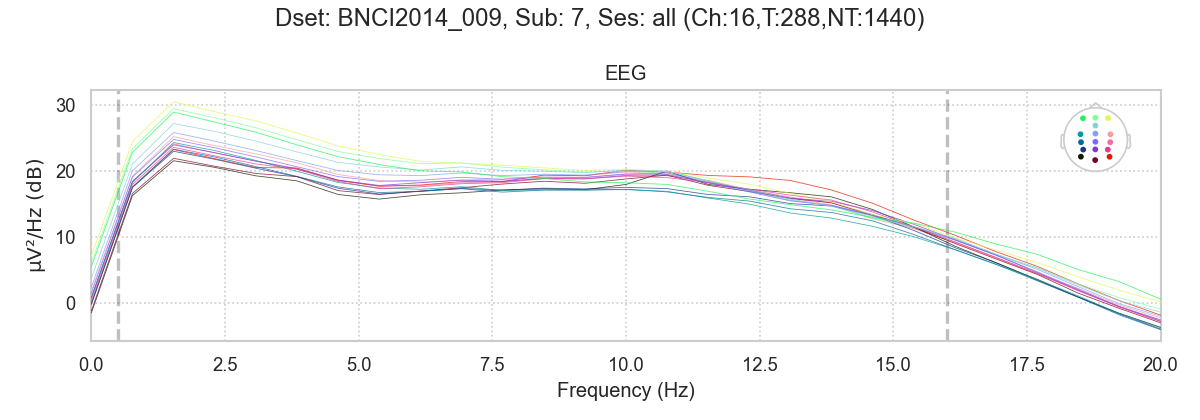 Dset: BNCI2014_009, Sub: 7, Ses: all (Ch:16,T:288,NT:1440)
EEG
µV²/Hz (dB)
30
20
10
0
0.0 2.5 5.0 7.5 10.0 12.5 15.0 17.5 20.0
Frequency (Hz)